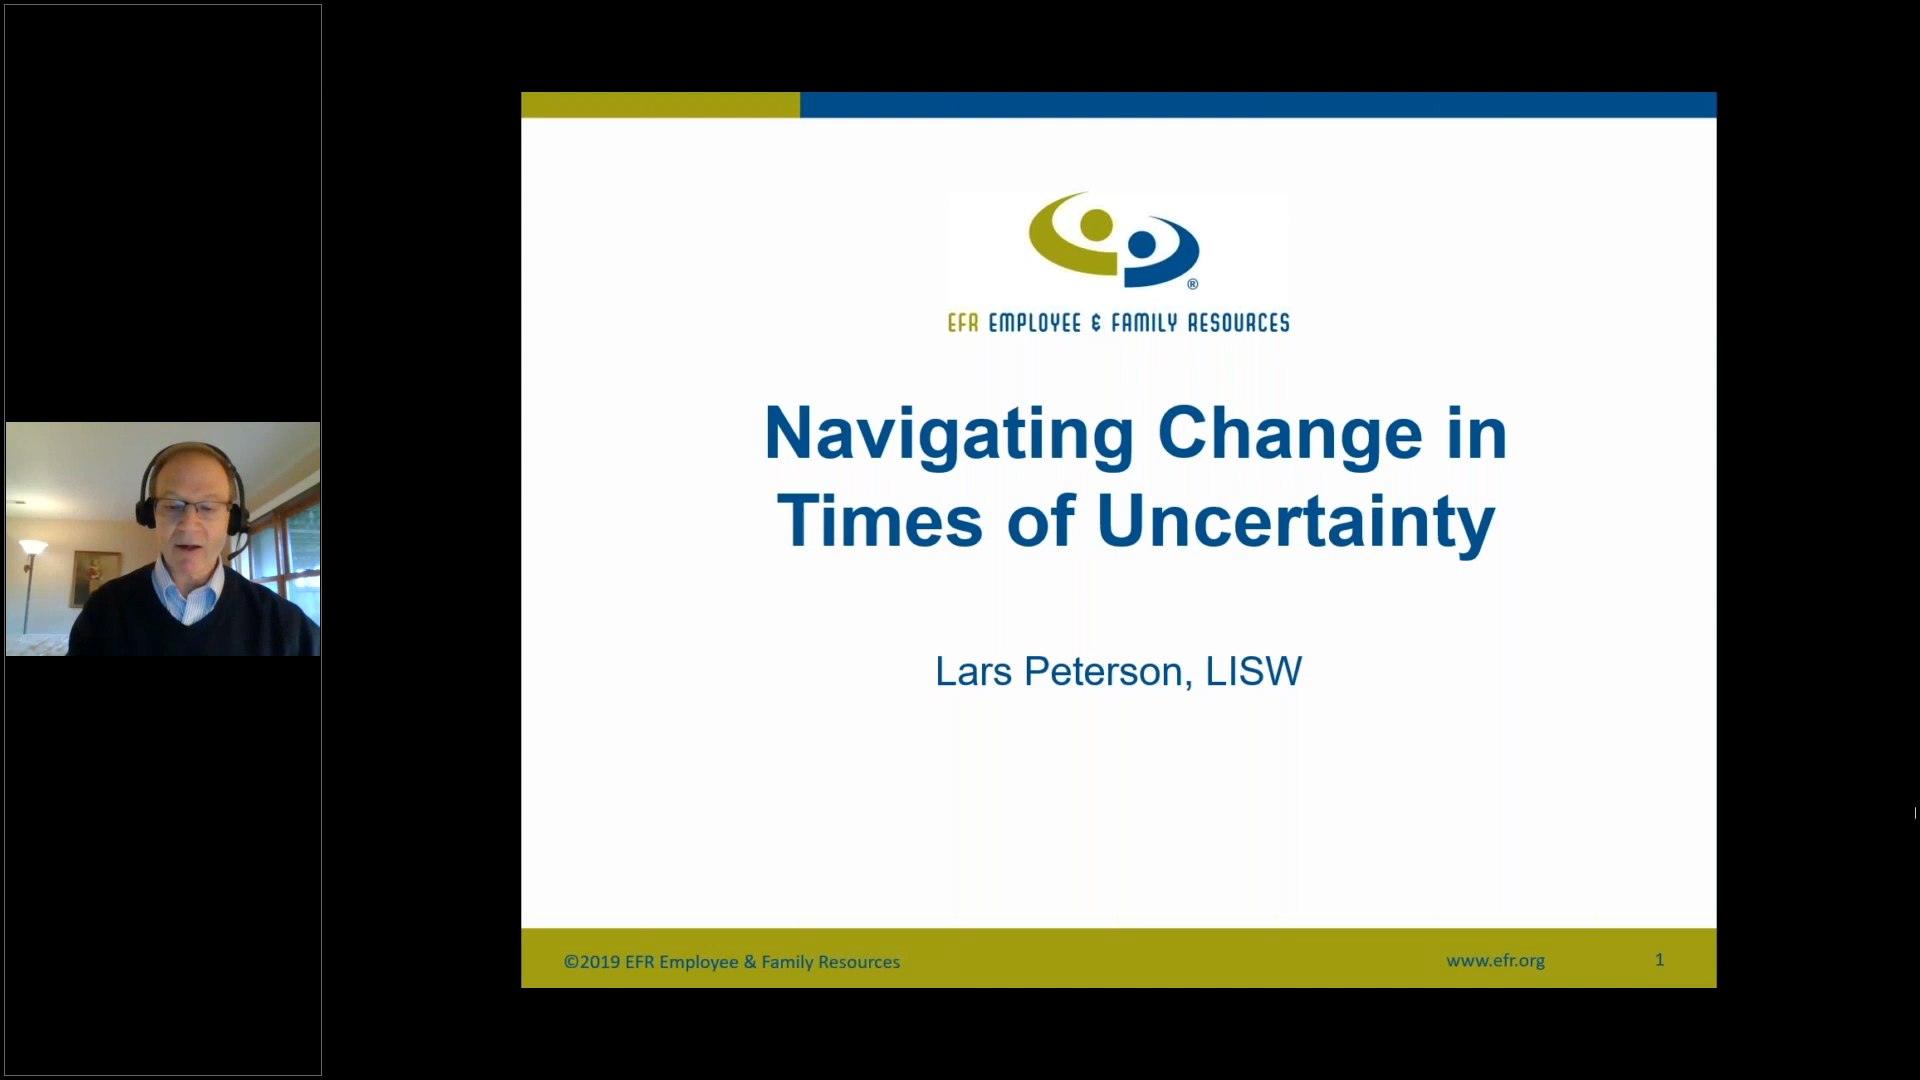 ®
EFR EMPLOYEE & FAMILY RESOURCES
Navigating Change in
Times of Uncertainty
Lars Peterson, LISW
©2019 EFR Employee & Family Resources
www.efr.org
1